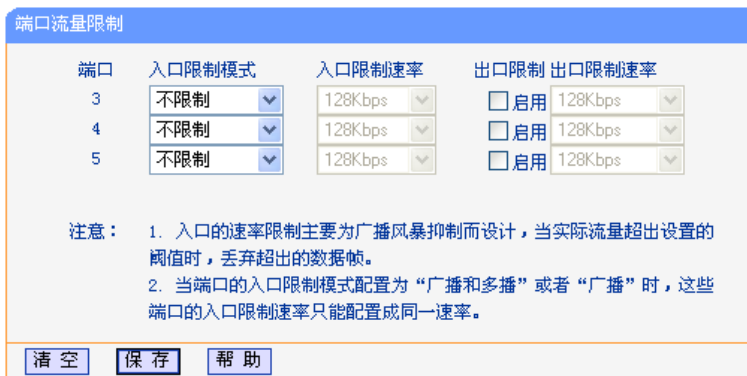 端口流量限制
端口 入口限制模式 入口限制速率 出口限制 出口限制速率
3 不限制 128Kbps 启用 128Kbps
4 不限制 128Kbps 启用 128Kbps
5 不限制 128Kbps 启用 128Kbps
注意： 1. 入口的速率限制主要为广播风暴抑制而设计，当实际流量超出设置的
阈值时，丢弃超出的数据帧。
2. 当端口的入口限制模式配置为“广播和多播”或者“广播”时，这些
端口的入口限制速率只能配置成同一速率。
清 空 保 存 帮 助